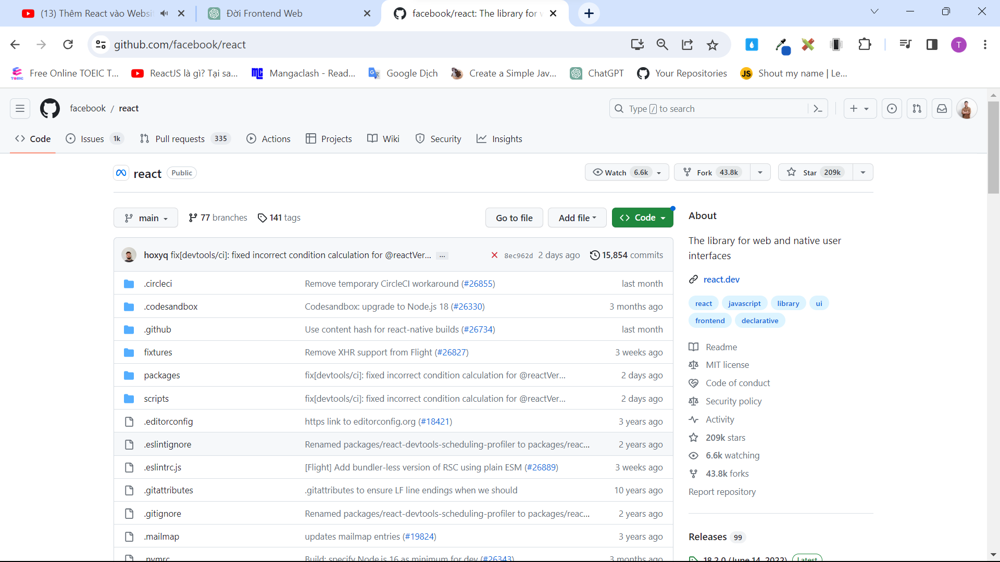 (13) Thêm React vào Websi
Đời Frontend Web
facebook/react: The library for
github.com/facebook/react
T
Free Online TOEIC T...
ReactJS là gì? Tại sa...
Mangaclash - Read...
Google Dịch
Create a Simple Jav...
ChatGPT
Your Repositories
JS
Shout my name | Le...
facebook / react
Type / to search
Code
Issues 1k
Pull requests 335
Actions
Projects
Wiki
Security
Insights
react Public
Watch 6.6k
Fork 43.8k
Star 209k
main
77 branches
141 tags
Go to file
Add file
Code
hoxyq fix[devtools/ci]: fixed incorrect condition calculation for @reactVer... ...
8ec962d 2 days ago
15,854 commits
.circleci Remove temporary CircleCI workaround (#26855) last month
.codesandbox Codesandbox: upgrade to Node.js 18 (#26330) 3 months ago
.github Use content hash for react-native builds (#26734) last month
fixtures Remove XHR support from Flight (#26827) 3 weeks ago
packages fix[devtools/ci]: fixed incorrect condition calculation for @reactVer... 2 days ago
scripts fix[devtools/ci]: fixed incorrect condition calculation for @reactVer... 2 days ago
.editorconfig https link to editorconfig.org (#18421) 3 years ago
.eslintignore Renamed packages/react-devtools-scheduling-profiler to packages/reac... 2 years ago
.eslintrc.js [Flight] Add bundler-less version of RSC using plain ESM (#26889) 3 weeks ago
.gitattributes .gitattributes to ensure LF line endings when we should 10 years ago
.gitignore Renamed packages/react-devtools-scheduling-profiler to packages/reac... 2 years ago
.mailmap updates mailmap entries (#19824) 3 years ago
.nvmrc Build: specify Node.js 16 as minimum for dev (#26343) 3 months ago
About
The library for web and native user
interfaces
react.dev
react javascript library ui
frontend declarative
Readme
MIT license
Code of conduct
Security policy
Activity
209k stars
6.6k watching
43.8k forks
Report repository
Releases 99
18.2.0 (June 14, 2022) Latest